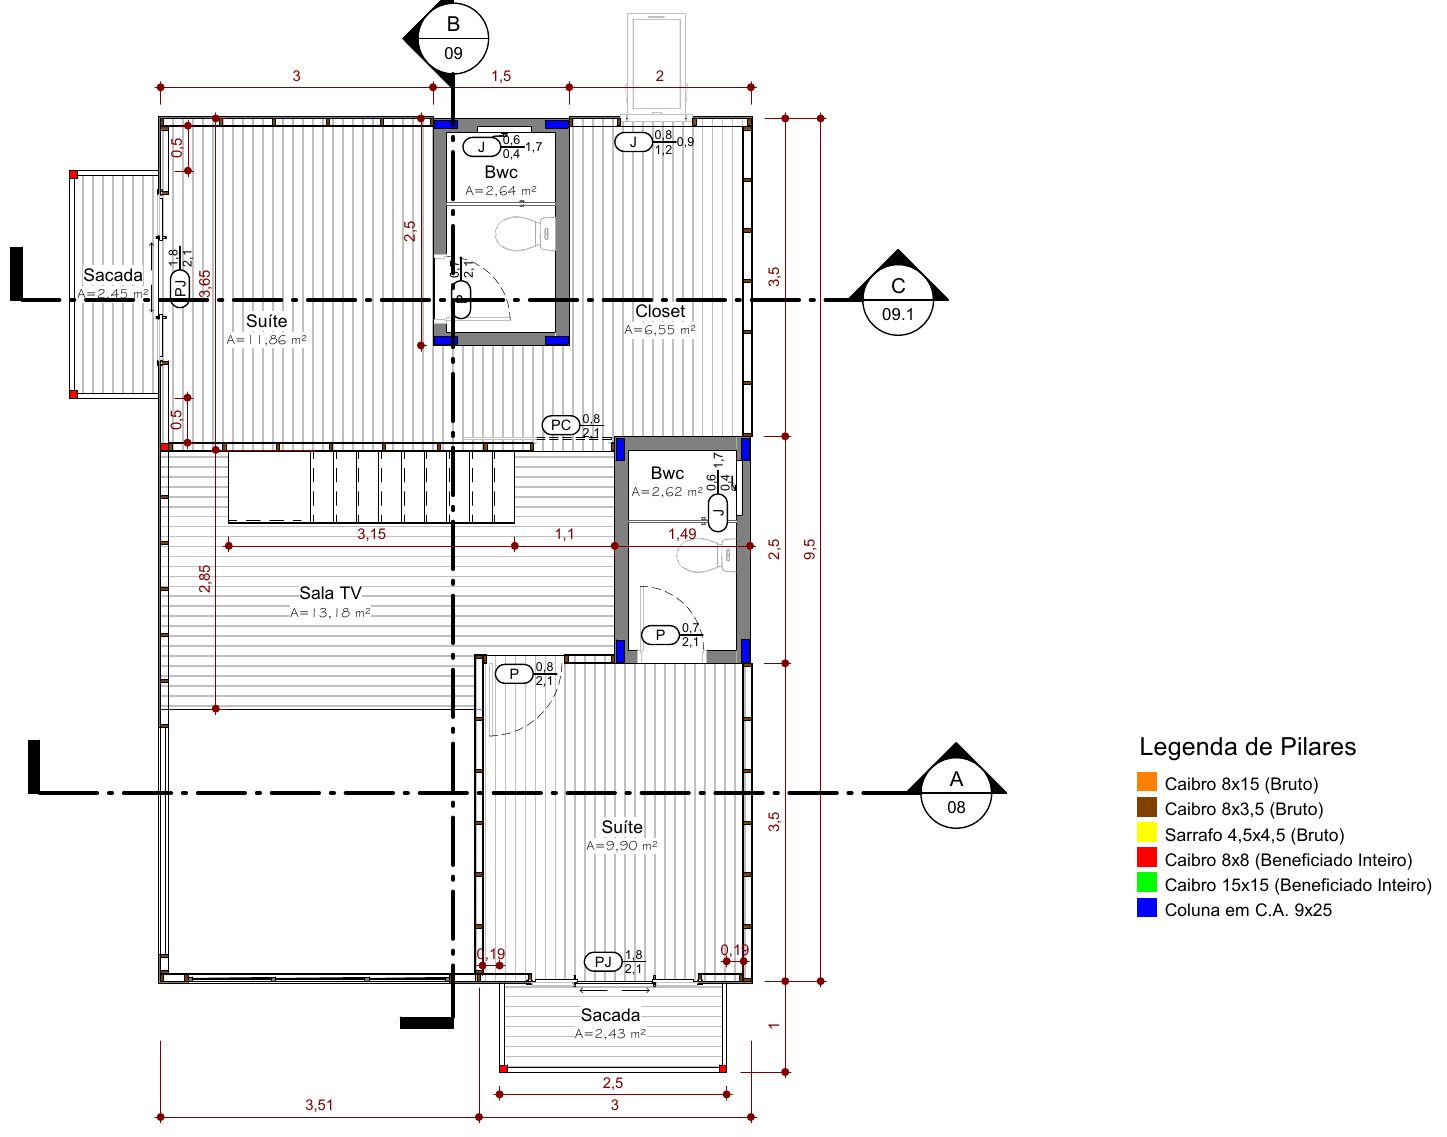 B
09
3
1,5
2
0,5
J
0,6
0,4
1,7
J
0,8
1,2
0,9
Bwc
A=2,64 m²
2,5
1,8
2,1
PJ
3,65
Sacada
A=2,45 m²
0,7
2,1
P
3,5
C
09.1
Suíte
A=11,86 m²
Closet
A=6,55 m²
0,5
PC
0,8
2,1
Bwc
A=2,62 m²
0,6
0,4
1,7
J
3,15
1,1
1,49
2,5
9,5
2,85
Sala TV
A=13,18 m²
P
0,7
2,1
P
0,8
2,1
Legenda de Pilares
Caibro 8x15 (Bruto)
Caibro 8x3,5 (Bruto)
Sarrafo 4,5x4,5 (Bruto)
Caibro 8x8 (Beneficiado Inteiro)
Caibro 15x15 (Beneficiado Inteiro)
Coluna em C.A. 9x25
A
08
3,5
Suíte
A=9,90 m²
0,19
PJ
1,8
2,1
0,19
Sacada
A=2,43 m²
1
2,5
3,51
3